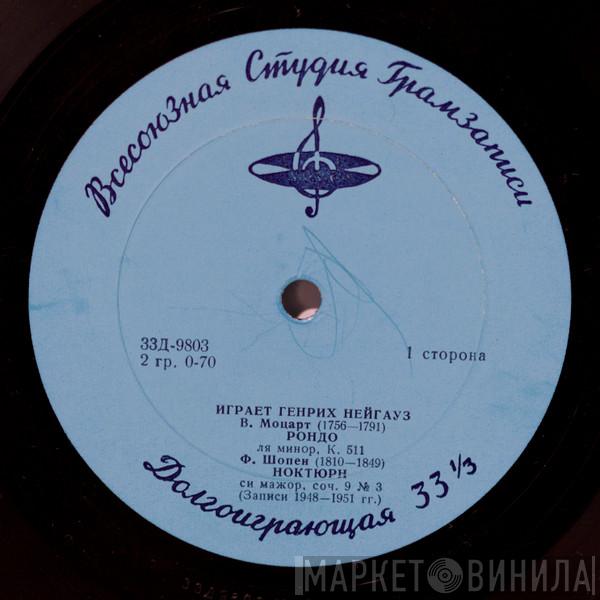 Всесоюзная Студия Грамзаписи
33Д-9803
2 гр. 0-70
1 сторона
ИГРАЕТ ГЕНРИХ НЕЙГАУЗ
В. Моцарт (1756—1791)
РОНДО
ля минор, К. 511
Ф. Шопен (1810—1849)
НОКТЮРН
си мажор, соч. 9 № 3
(Записи 1948—1951 гг.)
Долгоиграющая 33 1/3
МАРКЕТ ВИНИЛА